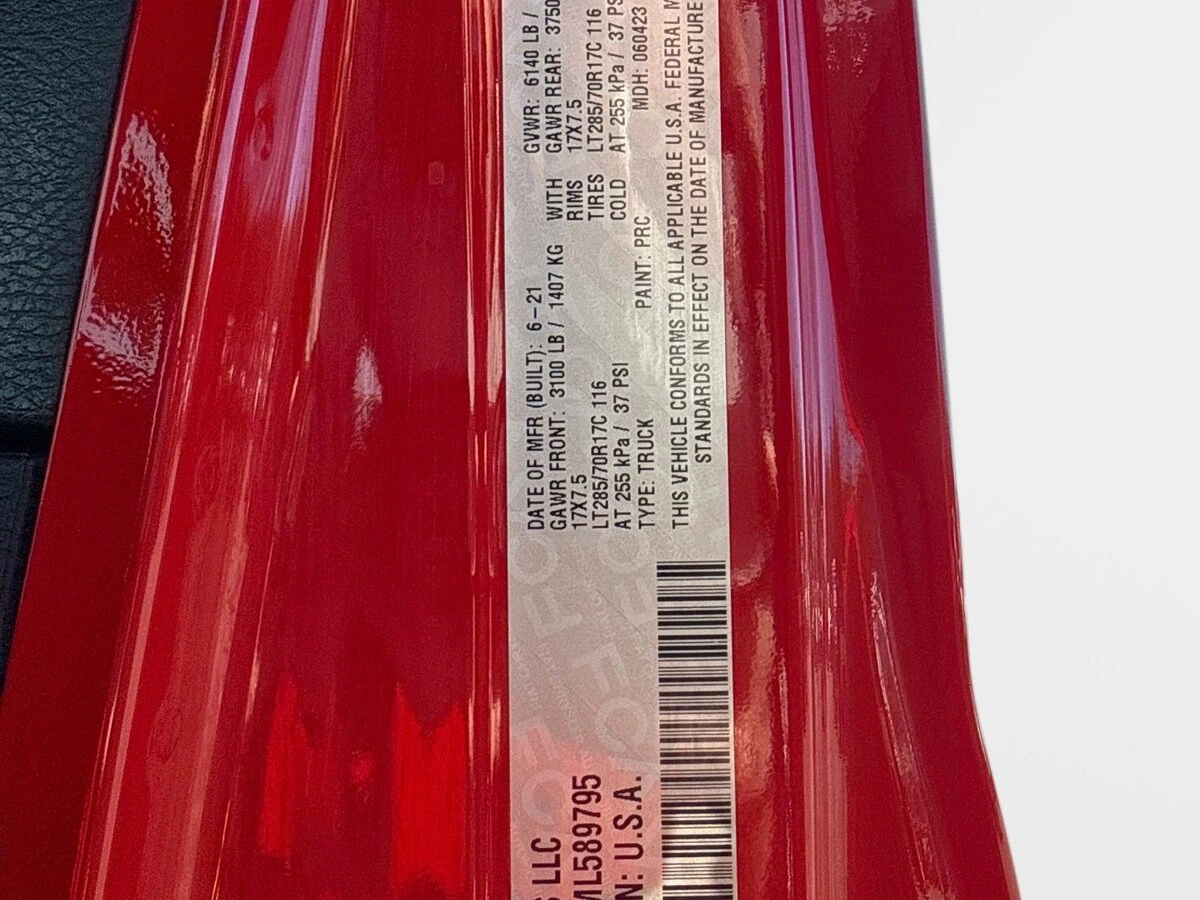 DATE OF MFR (BUILT): 6-21 GVWR: 6140 LB /
GAWR FRONT: 3100 LB / 1407 KG WITH GAWR REAR: 3750
17X7.5 RIMS 17X7.5
LT285/70R17C 116 TIRES LT285/70R17C 116
AT 255 kPa / 37 PSI COLD AT 255 kPa / 37 PS
TYPE: TRUCK PAINT: PRC MDH: 060423
THIS VEHICLE CONFORMS TO ALL APPLICABLE U.S.A. FEDERAL M
STANDARDS IN EFFECT ON THE DATE OF MANUFACTURE
LLC
ML589795
N: U.S.A.